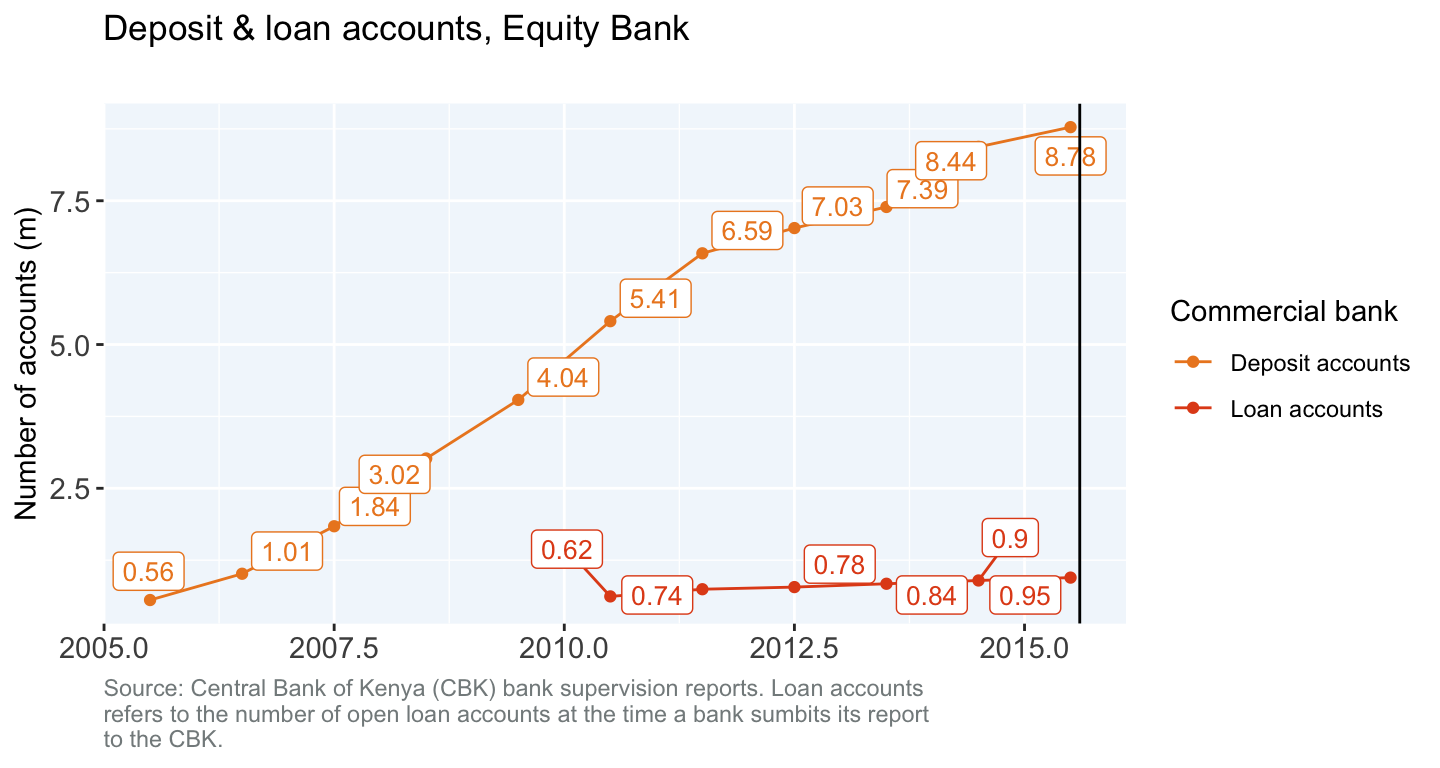 Deposit & loan accounts, Equity Bank
Number of accounts (m)
7.5
5.0
2.5
0.56
1.01
1.84
3.02
4.04
5.41
6.59
7.03
7.39
8.44
8.78
0.62
0.74
0.78
0.84
0.9
0.95
2005.0 2007.5 2010.0 2012.5 2015.0
Commercial bank
Deposit accounts
Loan accounts
Source: Central Bank of Kenya (CBK) bank supervision reports. Loan accounts
refers to the number of open loan accounts at the time a bank sumbits its report
to the CBK.